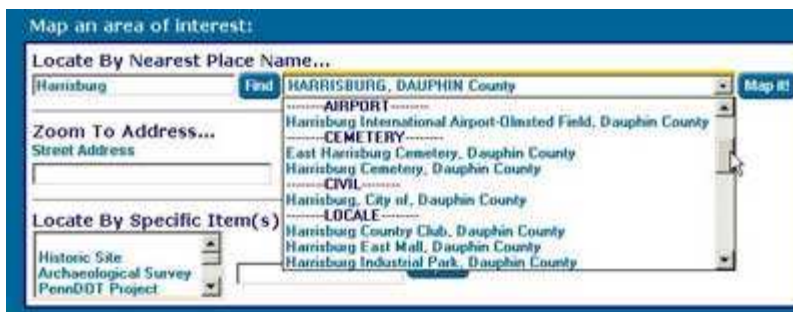 Map an area of interest:
Locate By Nearest Place Name...
Harrisburg Find HARRISBURG, DAUPHIN County Map it!
--------AIRPORT--------
Harrisburg International Airport-Olmsted Field, Dauphin County
--------CEMETERY--------
East Harrisburg Cemetery, Dauphin County
Harrisburg Cemetery, Dauphin County
--------CIVIL--------
Harrisburg, City of, Dauphin County
--------LOCALE--------
Harrisburg Country Club, Dauphin County
Harrisburg East Mall, Dauphin County
Harrisburg Industrial Park, Dauphin County
Zoom To Address...
Street Address
Locate By Specific Item(s)
Historic Site
Archaeological Survey
PennDOT Project